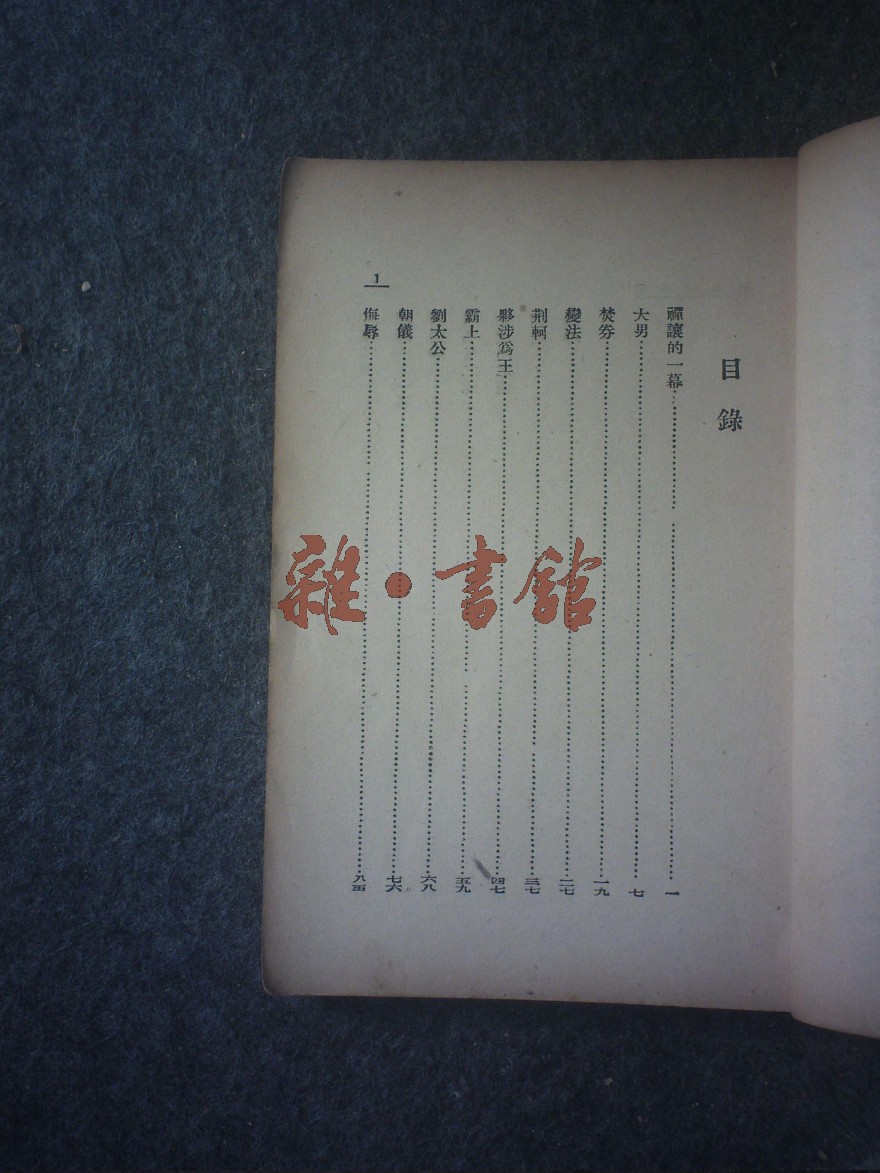 目錄
禪讓的一幕 一
大男 七
焚券 一九
變法 二七
荆軻 三七
夥涉爲王 四七
霸上 五九
劉太公 六八
朝儀 七六
侮辱 八五
1
雜·書館